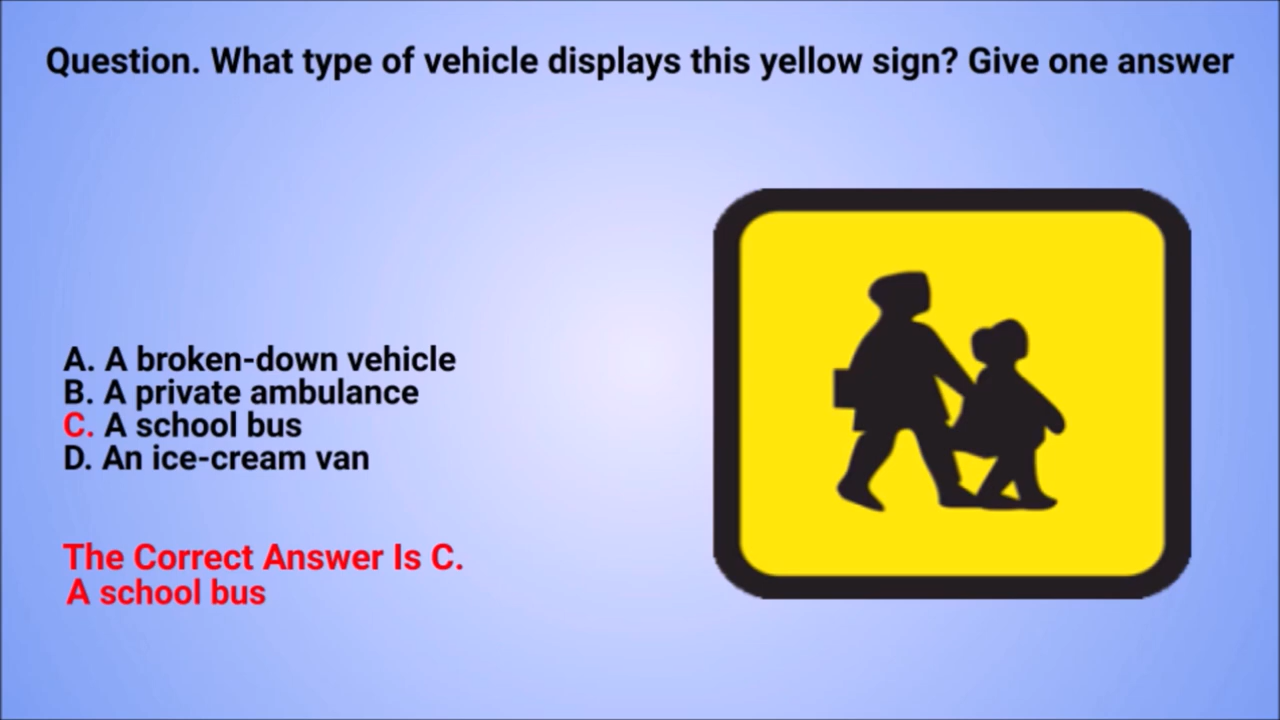 Question. What type of vehicle displays this yellow sign? Give one answer
A. A broken-down vehicle
B. A private ambulance
C. A school bus
D. An ice-cream van
The Correct Answer Is C.
A school bus